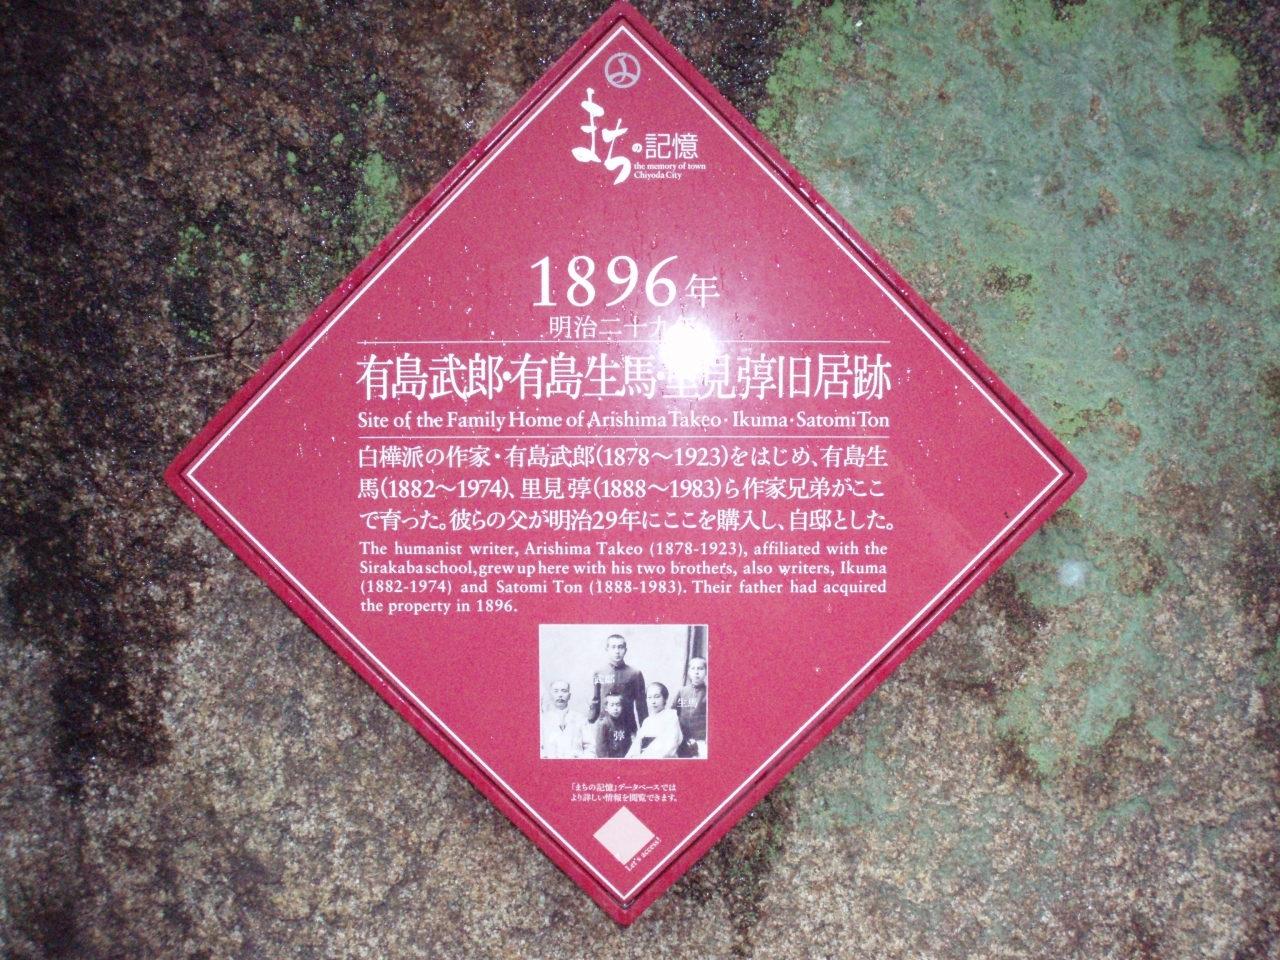 まちの記憶
the memory of town
Chiyoda City
1896年
明治二十九年
有島武郎・有島生馬・里見弴旧居跡
Site of the Family Home of Arishima Takeo・Ikuma・Satomi Ton
白樺派の作家・有島武郎(1878〜1923)をはじめ、有島生
馬(1882〜1974)、里見弴(1888〜1983)ら作家兄弟がここ
で育った。彼らの父が明治29年にここを購入し、自邸とした。
The humanist writer, Arishima Takeo (1878-1923), affiliated with the
Sirakaba school, grew up here with his two brothers, also writers, Ikuma
(1882-1974) and Satomi Ton (1888-1983). Their father had acquired
the property in 1896.
武郎
生馬
弴
「まちの記憶」データベースでは
より詳しい情報を閲覧できます。
Let's access!